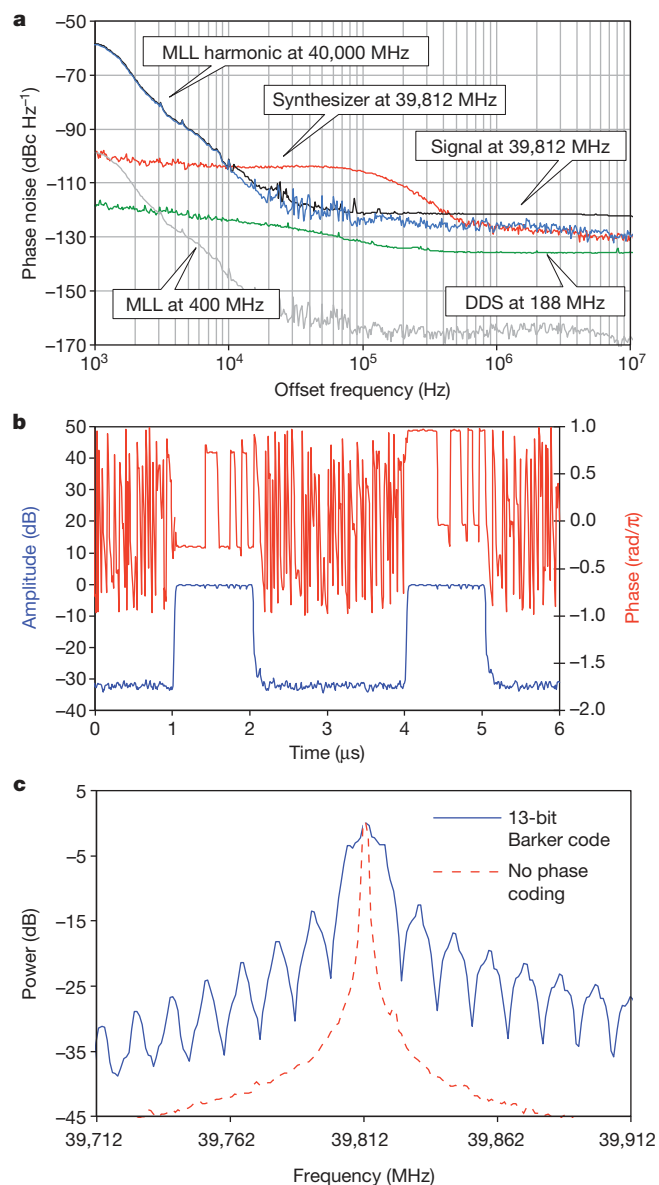 a
−50
−70
−90
−110
−130
−150
−170
Phase noise (dBc Hz⁻¹)
MLL harmonic at 40,000 MHz
Synthesizer at 39,812 MHz
Signal at 39,812 MHz
MLL at 400 MHz
DDS at 188 MHz
10³ 10⁴ 10⁵ 10⁶ 10⁷
Offset frequency (Hz)
b
50
40
30
20
10
0
−10
−20
−30
−40
Amplitude (dB)
1.0
0.5
−0.0
−0.5
−1.0
−1.5
−2.0
Phase (rad/π)
0 1 2 3 4 5 6
Time (μs)
c
5
−5
−15
−25
−35
−45
Power (dB)
13-bit
Barker code
No phase
coding
39,712 39,762 39,812 39,862 39,912
Frequency (MHz)